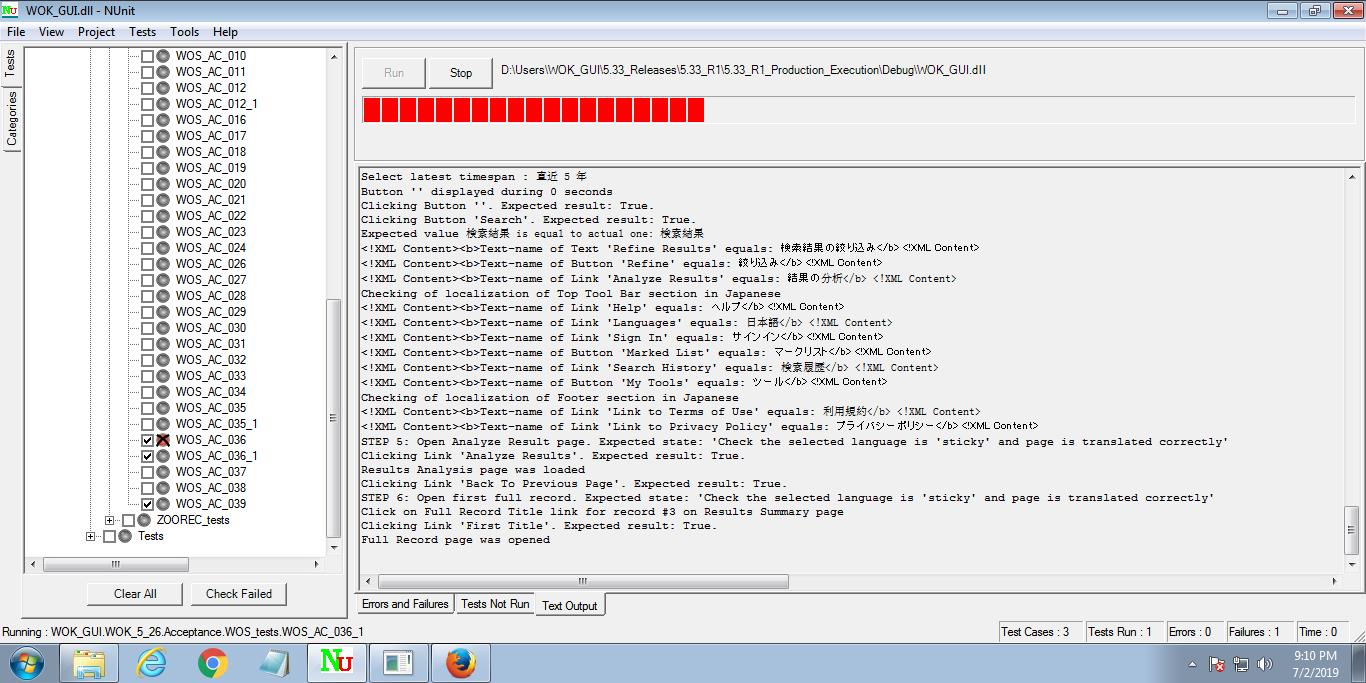 WOK_GUI.dll - NUnit
File View Project Tests Tools Help
Tests
Categories
WOS_AC_010
WOS_AC_011
WOS_AC_012
WOS_AC_012_1
WOS_AC_016
WOS_AC_017
WOS_AC_018
WOS_AC_019
WOS_AC_020
WOS_AC_021
WOS_AC_022
WOS_AC_023
WOS_AC_024
WOS_AC_026
WOS_AC_027
WOS_AC_028
WOS_AC_029
WOS_AC_030
WOS_AC_031
WOS_AC_032
WOS_AC_033
WOS_AC_034
WOS_AC_035
WOS_AC_035_1
WOS_AC_036
WOS_AC_036_1
WOS_AC_037
WOS_AC_038
WOS_AC_039
ZOOREC_tests
Tests
Clear All Check Failed
Run Stop D:\Users\WOK_GUI\5.33_Releases\5.33_R1\5.33_R1_Production_Execution\Debug\WOK_GUI.dll
Select latest timespan : 直近 5 年
Button '' displayed during 0 seconds
Clicking Button ''. Expected result: True.
Clicking Button 'Search'. Expected result: True.
Expected value 検索結果 is equal to actual one: 検索結果
<!XML Content><b>Text-name of Text 'Refine Results' equals: 検索結果の絞り込み</b> <!XML Content>
<!XML Content><b>Text-name of Button 'Refine' equals: 絞り込み</b> <!XML Content>
<!XML Content><b>Text-name of Link 'Analyze Results' equals: 結果の分析</b> <!XML Content>
Checking of localization of Top Tool Bar section in Japanese
<!XML Content><b>Text-name of Link 'Help' equals: ヘルプ</b> <!XML Content>
<!XML Content><b>Text-name of Link 'Languages' equals: 日本語</b> <!XML Content>
<!XML Content><b>Text-name of Link 'Sign In' equals: サインイン</b> <!XML Content>
<!XML Content><b>Text-name of Button 'Marked List' equals: マークリスト</b> <!XML Content>
<!XML Content><b>Text-name of Link 'Search History' equals: 検索履歴</b> <!XML Content>
<!XML Content><b>Text-name of Button 'My Tools' equals: ツール</b> <!XML Content>
Checking of localization of Footer section in Japanese
<!XML Content><b>Text-name of Link 'Link to Terms of Use' equals: 利用規約</b> <!XML Content>
<!XML Content><b>Text-name of Link 'Link to Privacy Policy' equals: プライバシーポリシー</b> <!XML Content>
STEP 5: Open Analyze Result page. Expected state: 'Check the selected language is 'sticky' and page is translated correctly'
Clicking Link 'Analyze Results'. Expected result: True.
Results Analysis page was loaded
Clicking Link 'Back To Previous Page'. Expected result: True.
STEP 6: Open first full record. Expected state: 'Check the selected language is 'sticky' and page is translated correctly'
Click on Full Record Title link for record #3 on Results Summary page
Clicking Link 'First Title'. Expected result: True.
Full Record page was opened
Errors and Failures Tests Not Run Text Output
Running : WOK_GUI.WOK_5_26.Acceptance.WOS_tests.WOS_AC_036_1 Test Cases : 3 Tests Run : 1 Errors : 0 Failures : 1 Time : 0
9:10 PM
7/2/2019